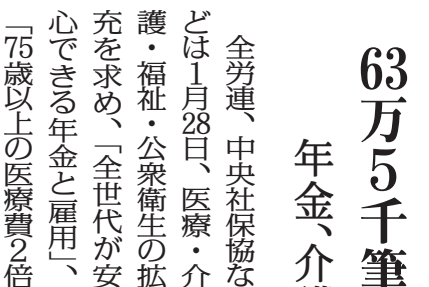 63万5千筆
年金、介護
全労連、中央社保協な
どは1月28日、医療・介
護・福祉・公衆衛生の拡
充を求め、「全世代が安
心できる年金と雇用」、
「75歳以上の医療費2倍